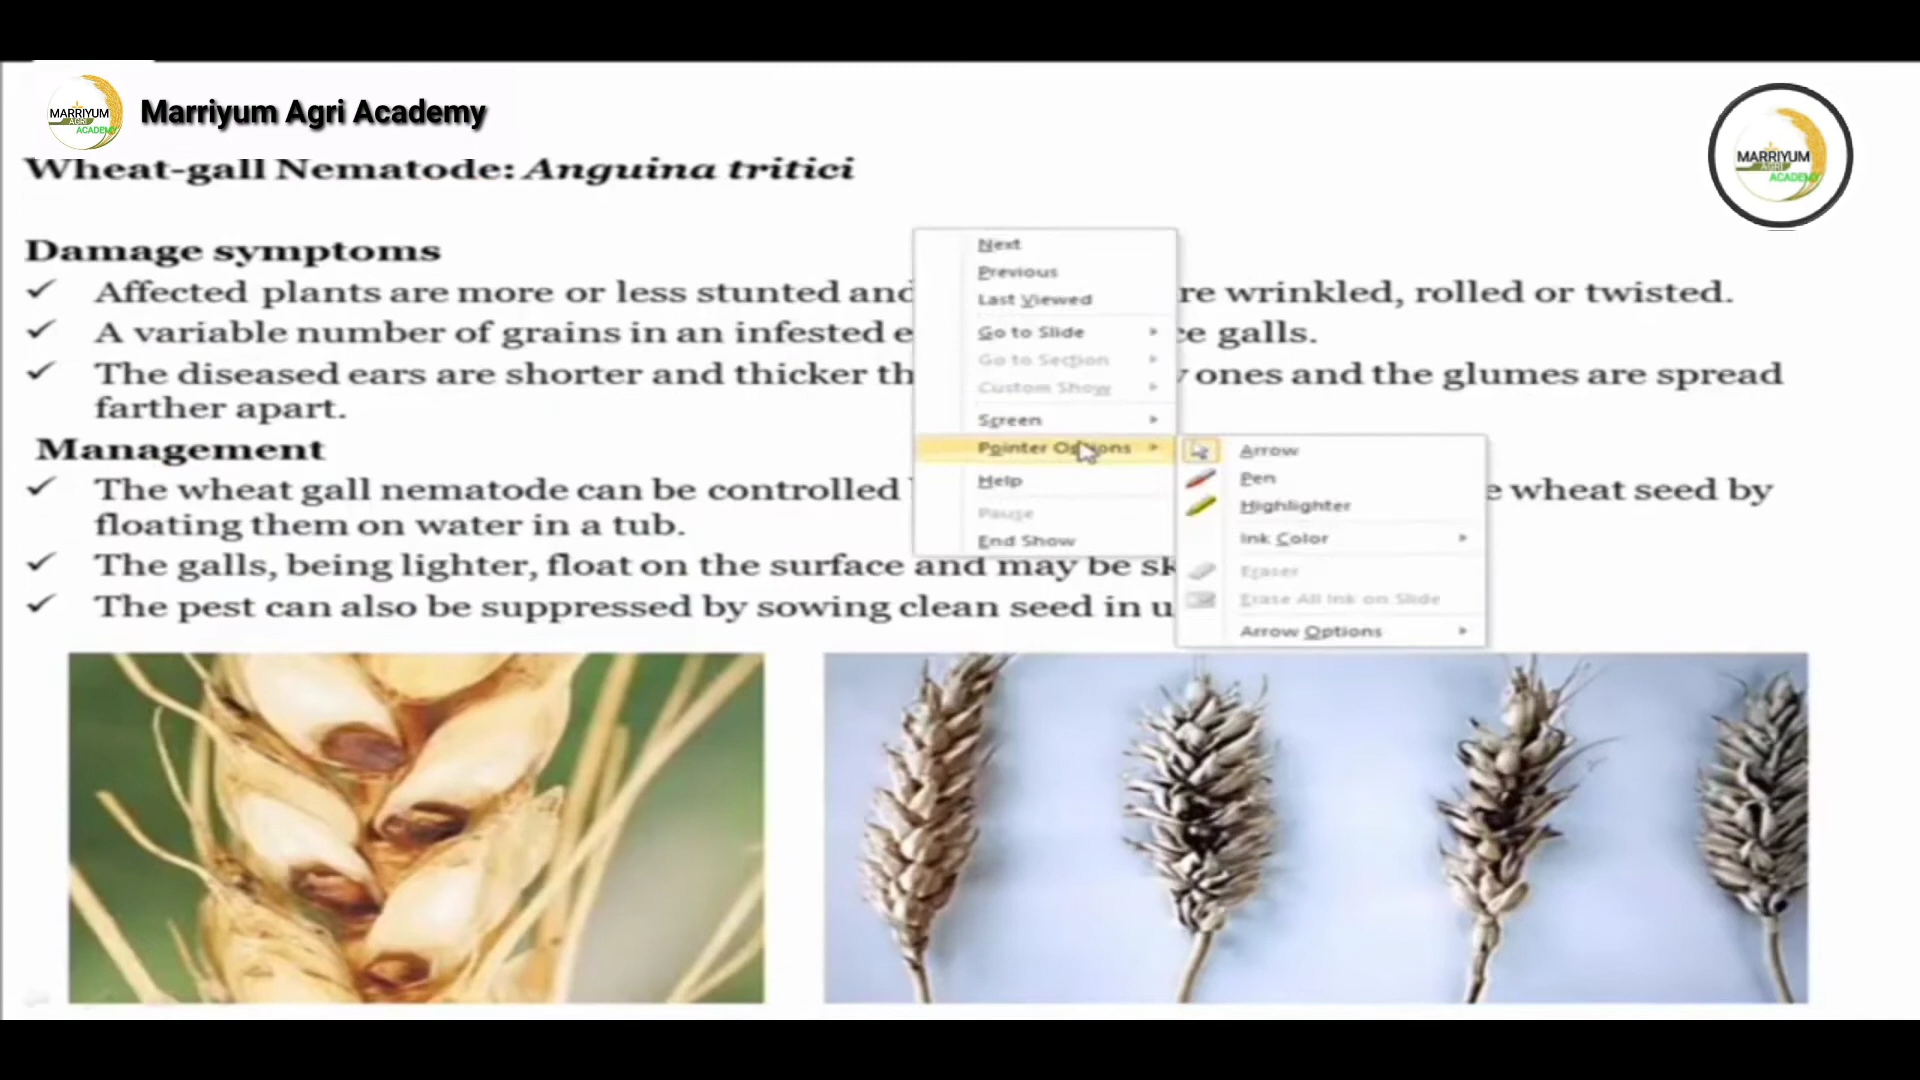 MARRIYUM
AGRI
ACADEMY
Marriyum Agri Academy
MARRIYUM
AGRI
ACADEMY
Wheat-gall Nematode: Anguina tritici
Damage symptoms
✓ Affected plants are more or less stunted and re wrinkled, rolled or twisted.
✓ A variable number of grains in an infested e ce galls.
✓ The diseased ears are shorter and thicker th y ones and the glumes are spread
farther apart.
Management
✓ The wheat gall nematode can be controlled e wheat seed by
floating them on water in a tub.
✓ The galls, being lighter, float on the surface and may be sk
✓ The pest can also be suppressed by sowing clean seed in u
Next
Previous
Last Viewed
Go to Slide
Go to Section
Custom Show
Screen
Pointer Options
Help
Pause
End Show
Arrow
Pen
Highlighter
Ink Color
Eraser
Erase All Ink on Slide
Arrow Options